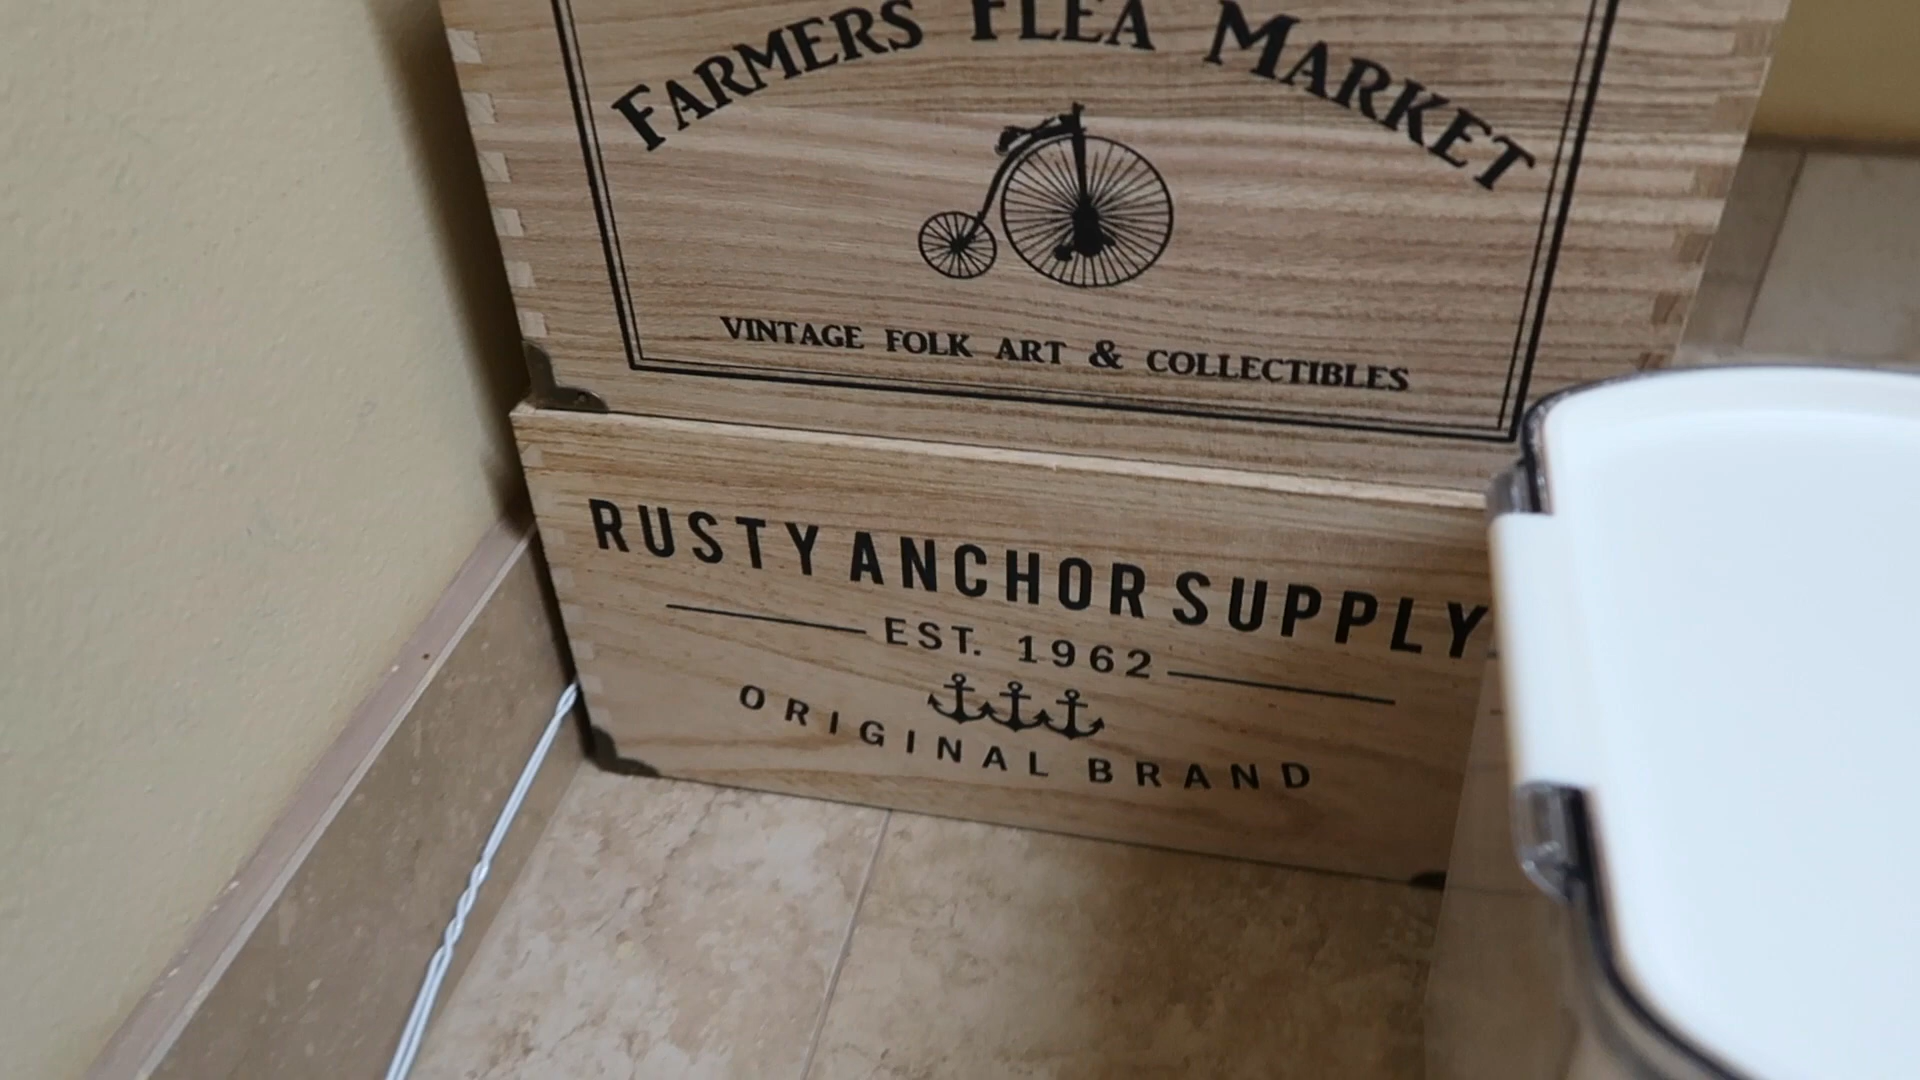 FARMERS FLEA MARKET
VINTAGE FOLK ART & COLLECTIBLES
RUSTY ANCHOR SUPPLY
EST. 1962
ORIGINAL BRAND